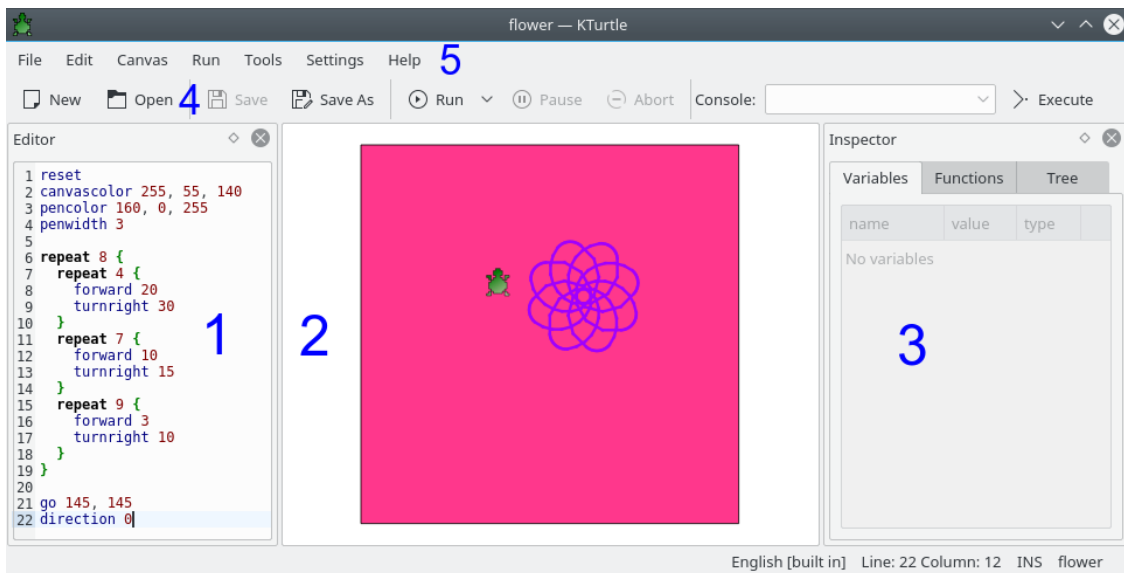 flower — KTurtle
File Edit Canvas Run Tools Settings Help 5
New Open 4 Save Save As Run Pause Abort Console: Execute
Editor
1 reset
2 canvascolor 255, 55, 140
3 pencolor 160, 0, 255
4 penwidth 3
5
6 repeat 8 {
7   repeat 4 {
8     forward 20
9     turnright 30
10   }
11   repeat 7 {
12     forward 10
13     turnright 15
14   }
15   repeat 9 {
16     forward 3
17     turnright 10
18   }
19 }
20
21 go 145, 145
22 direction 0
1
2
Inspector
Variables Functions Tree
name value type
No variables
3
English [built in] Line: 22 Column: 12 INS flower